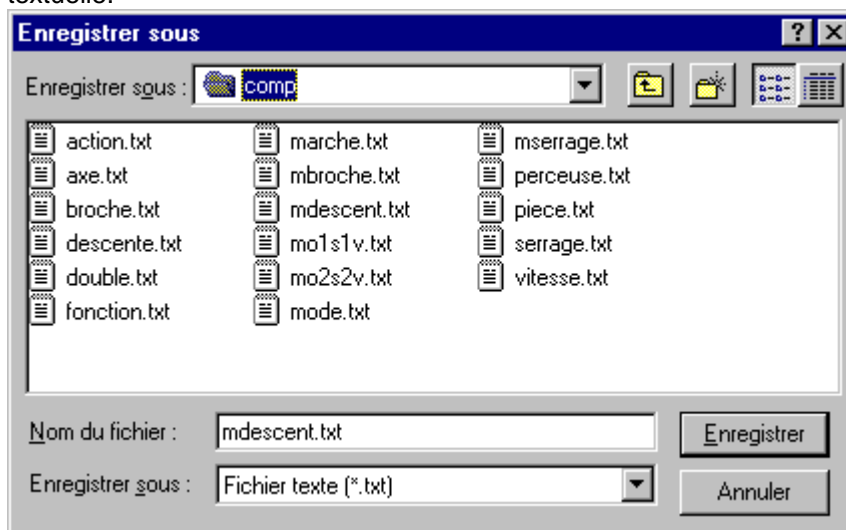 Enregistrer sous
Enregistrer sous : comp
action.txt marche.txt mserrage.txt
axe.txt mbroche.txt perceuse.txt
broche.txt mdescent.txt piece.txt
descente.txt mo1s1v.txt serrage.txt
double.txt mo2s2v.txt vitesse.txt
fonction.txt mode.txt
Nom du fichier : mdescent.txt Enregistrer
Enregistrer sous : Fichier texte (*.txt) Annuler